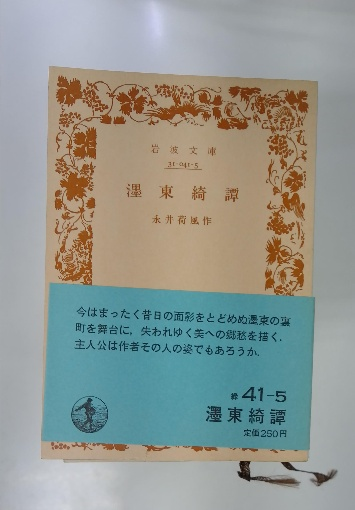 岩波文庫
31-041-5
濹東綺譚
永井荷風作
今はまったく昔日の面影をとどめぬ濹東の裏
町を舞台に，失われゆく美への郷愁を描く．
主人公は作者その人の姿でもあろうか．
緑 41-5
濹東綺譚
定価250円